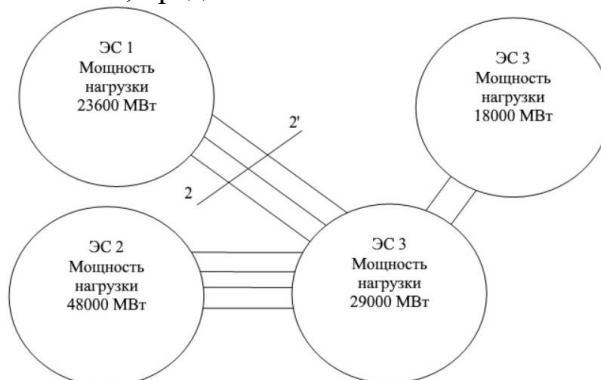 ЭС 1
Мощность
нагрузки
23600 МВт
ЭС 3
Мощность
нагрузки
18000 МВт
2'
2
ЭС 2
Мощность
нагрузки
48000 МВт
ЭС 3
Мощность
нагрузки
29000 МВт